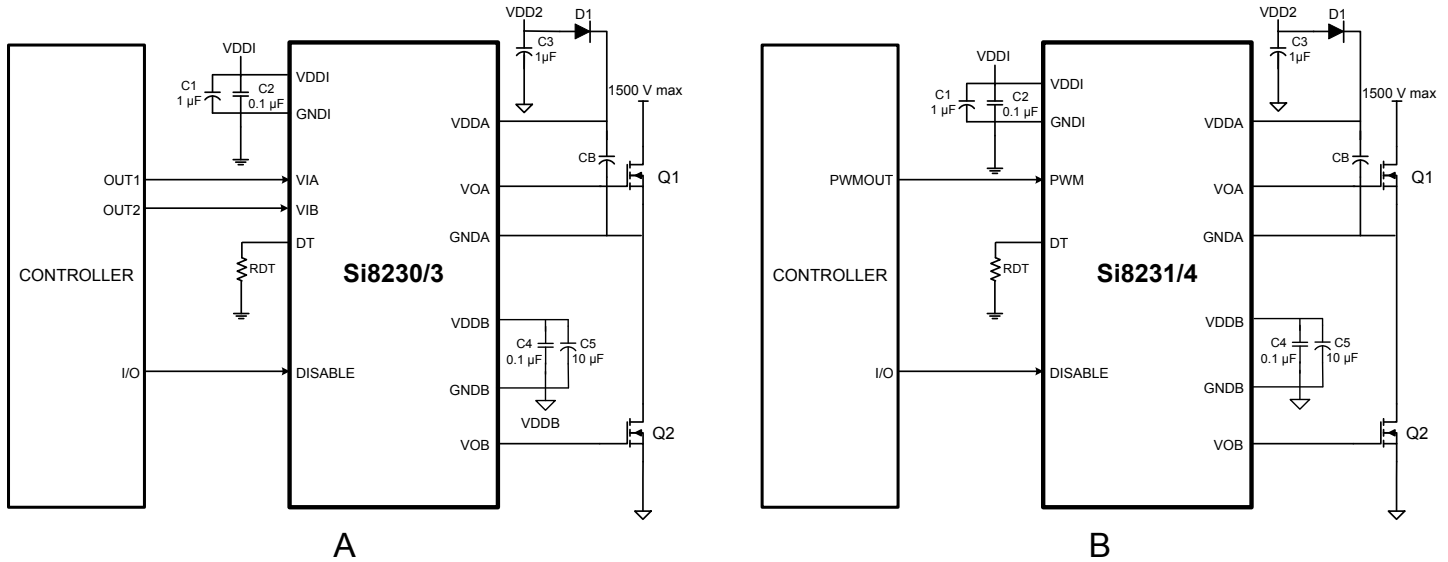 VDD2
D1
C3
1µF
VDDI
C1
1 µF
C2
0.1 µF
VDDI
GNDI
1500 V max
VDDA
CB
OUT1
VIA
VOA
Q1
OUT2
VIB
DT
GNDA
RDT
CONTROLLER
Si8230/3
VDDB
C4
0.1 µF
C5
10 µF
I/O
DISABLE
GNDB
VDDB
VOB
Q2
A
VDD2
D1
C3
1µF
VDDI
C1
1 µF
C2
0.1 µF
VDDI
GNDI
1500 V max
VDDA
CB
PWMOUT
PWM
VOA
Q1
DT
GNDA
RDT
CONTROLLER
Si8231/4
VDDB
C4
0.1 µF
C5
10 µF
I/O
DISABLE
GNDB
VOB
Q2
B